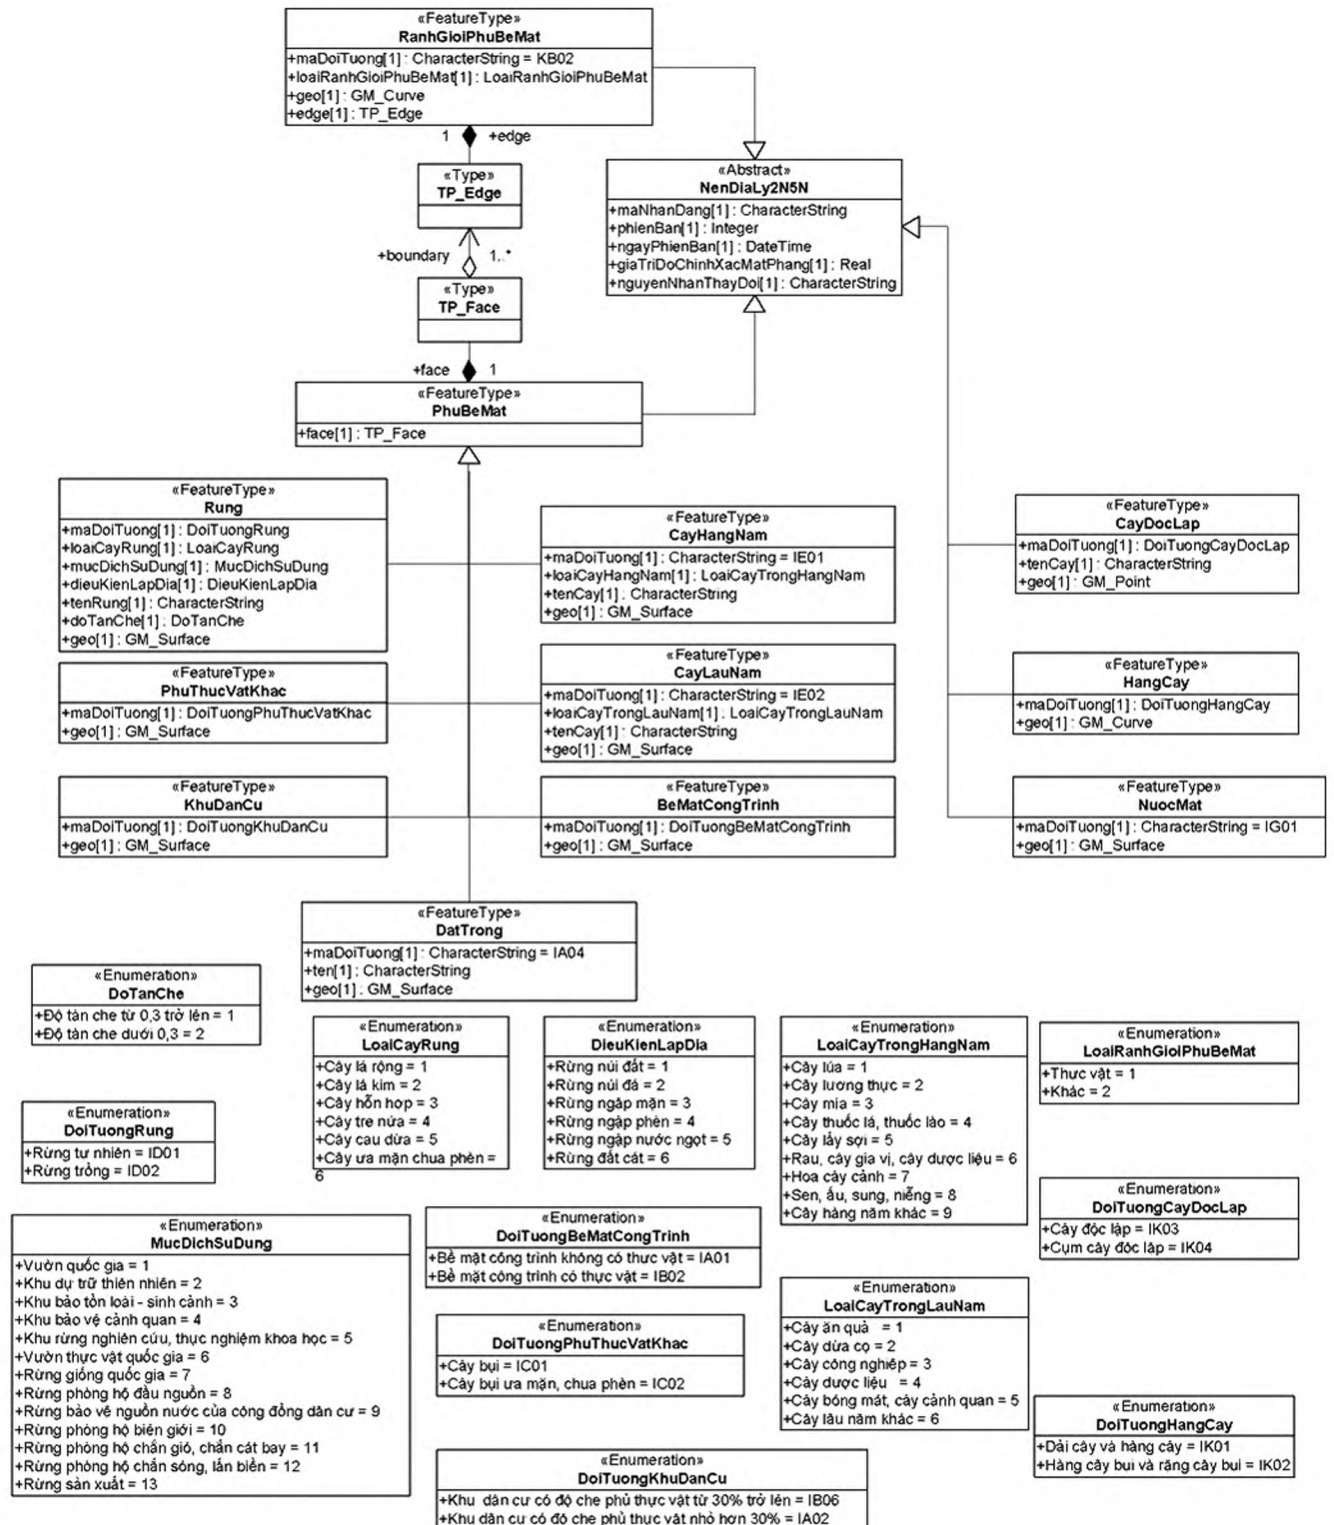 «FeatureType»
RanhGioiPhuBeMat
+maDoiTuong[1] : CharacterString = KB02
+loaiRanhGioiPhuBeMat[1] : LoaiRanhGioiPhuBeMat
+geo[1] : GM_Curve
+edge[1] : TP_Edge
1 +edge
«Type»
TP_Edge
+boundary 1..*
«Type»
TP_Face
+face 1
«FeatureType»
PhuBeMat
+face[1] : TP_Face
«Abstract»
NenDiaLy2N5N
+maNhanDang[1] : CharacterString
+phienBan[1] : Integer
+ngayPhienBan[1] : DateTime
+giaTriDoChinhXacMatPhang[1] : Real
+nguyenNhanThayDoi[1] : CharacterString
«FeatureType»
Rung
+maDoiTuong[1] : DoiTuongRung
+loaiCayRung[1] : LoaiCayRung
+mucDichSuDung[1] : MucDichSuDung
+dieuKienLapDia[1] : DieuKienLapDia
+tenRung[1] : CharacterString
+doTanChe[1] : DoTanChe
+geo[1] : GM_Surface
«FeatureType»
CayHangNam
+maDoiTuong[1] : CharacterString = IE01
+loaiCayHangNam[1] : LoaiCayTrongHangNam
+tenCay[1] : CharacterString
+geo[1] : GM_Surface
«FeatureType»
CayDocLap
+maDoiTuong[1] : DoiTuongCayDocLap
+tenCay[1] : CharacterString
+geo[1] : GM_Point
«FeatureType»
PhuThucVatKhac
+maDoiTuong[1] : DoiTuongPhuThucVatKhac
+geo[1] : GM_Surface
«FeatureType»
CayLauNam
+maDoiTuong[1] : CharacterString = IE02
+loaiCayTrongLauNam[1] : LoaiCayTrongLauNam
+tenCay[1] : CharacterString
+geo[1] : GM_Surface
«FeatureType»
HangCay
+maDoiTuong[1] : DoiTuongHangCay
+geo[1] : GM_Curve
«FeatureType»
KhuDanCu
+maDoiTuong[1] : DoiTuongKhuDanCu
+geo[1] : GM_Surface
«FeatureType»
BeMatCongTrinh
+maDoiTuong[1] : DoiTuongBeMatCongTrinh
+geo[1] : GM_Surface
«FeatureType»
NuocMat
+maDoiTuong[1] : CharacterString = IG01
+geo[1] : GM_Surface
«FeatureType»
DatTrong
+maDoiTuong[1] : CharacterString = IA04
+ten[1] : CharacterString
+geo[1] : GM_Surface
«Enumeration»
DoTanChe
+Độ tàn che từ 0,3 trở lên = 1
+Độ tàn che dưới 0,3 = 2
«Enumeration»
LoaiCayRung
+Cây lá rộng = 1
+Cây lá kim = 2
+Cây hỗn hợp = 3
+Cây tre nứa = 4
+Cây cau dừa = 5
+Cây ưa mặn chua phèn =
6
«Enumeration»
DieuKienLapDia
+Rừng núi đất = 1
+Rừng núi đá = 2
+Rừng ngập mặn = 3
+Rừng ngập phèn = 4
+Rừng ngập nước ngọt = 5
+Rừng đất cát = 6
«Enumeration»
LoaiCayTrongHangNam
+Cây lúa = 1
+Cây lương thực = 2
+Cây mía = 3
+Cây thuốc lá, thuốc lào = 4
+Cây lấy sợi = 5
+Rau, cây gia vị, cây dược liệu = 6
+Hoa cây cảnh = 7
+Sen, ấu, sung, niễng = 8
+Cây hàng năm khác = 9
«Enumeration»
LoaiRanhGioiPhuBeMat
+Thực vật = 1
+Khác = 2
«Enumeration»
DoiTuongRung
+Rừng tự nhiên = ID01
+Rừng trồng = ID02
«Enumeration»
DoiTuongCayDocLap
+Cây độc lập = IK03
+Cụm cây độc lập = IK04
«Enumeration»
MucDichSuDung
+Vườn quốc gia = 1
+Khu dự trữ thiên nhiên = 2
+Khu bảo tồn loài - sinh cảnh = 3
+Khu bảo vệ cảnh quan = 4
+Khu rừng nghiên cứu, thực nghiệm khoa học = 5
+Vườn thực vật quốc gia = 6
+Rừng giống quốc gia = 7
+Rừng phòng hộ đầu nguồn = 8
+Rừng bảo vệ nguồn nước của công đồng dân cư = 9
+Rừng phòng hộ biên giới = 10
+Rừng phòng hộ chắn gió, chắn cát bay = 11
+Rừng phòng hộ chắn sóng, lấn biển = 12
+Rừng sản xuất = 13
«Enumeration»
DoiTuongBeMatCongTrinh
+Bề mặt công trình không có thực vật = IA01
+Bề mặt công trình có thực vật = IB02
«Enumeration»
DoiTuongPhuThucVatKhac
+Cây bụi = IC01
+Cây bụi ưa mặn, chua phèn = IC02
«Enumeration»
LoaiCayTrongLauNam
+Cây ăn quả = 1
+Cây dừa cọ = 2
+Cây công nghiệp = 3
+Cây dược liệu = 4
+Cây bóng mát, cây cảnh quan = 5
+Cây lâu năm khác = 6
«Enumeration»
DoiTuongHangCay
+Dải cây và hàng cây = IK01
+Hàng cây bụi và rặng cây bụi = IK02
«Enumeration»
DoiTuongKhuDanCu
+Khu dân cư có độ che phủ thực vật từ 30% trở lên = IB06
+Khu dân cư có độ che phủ thực vật nhỏ hơn 30% = IA02